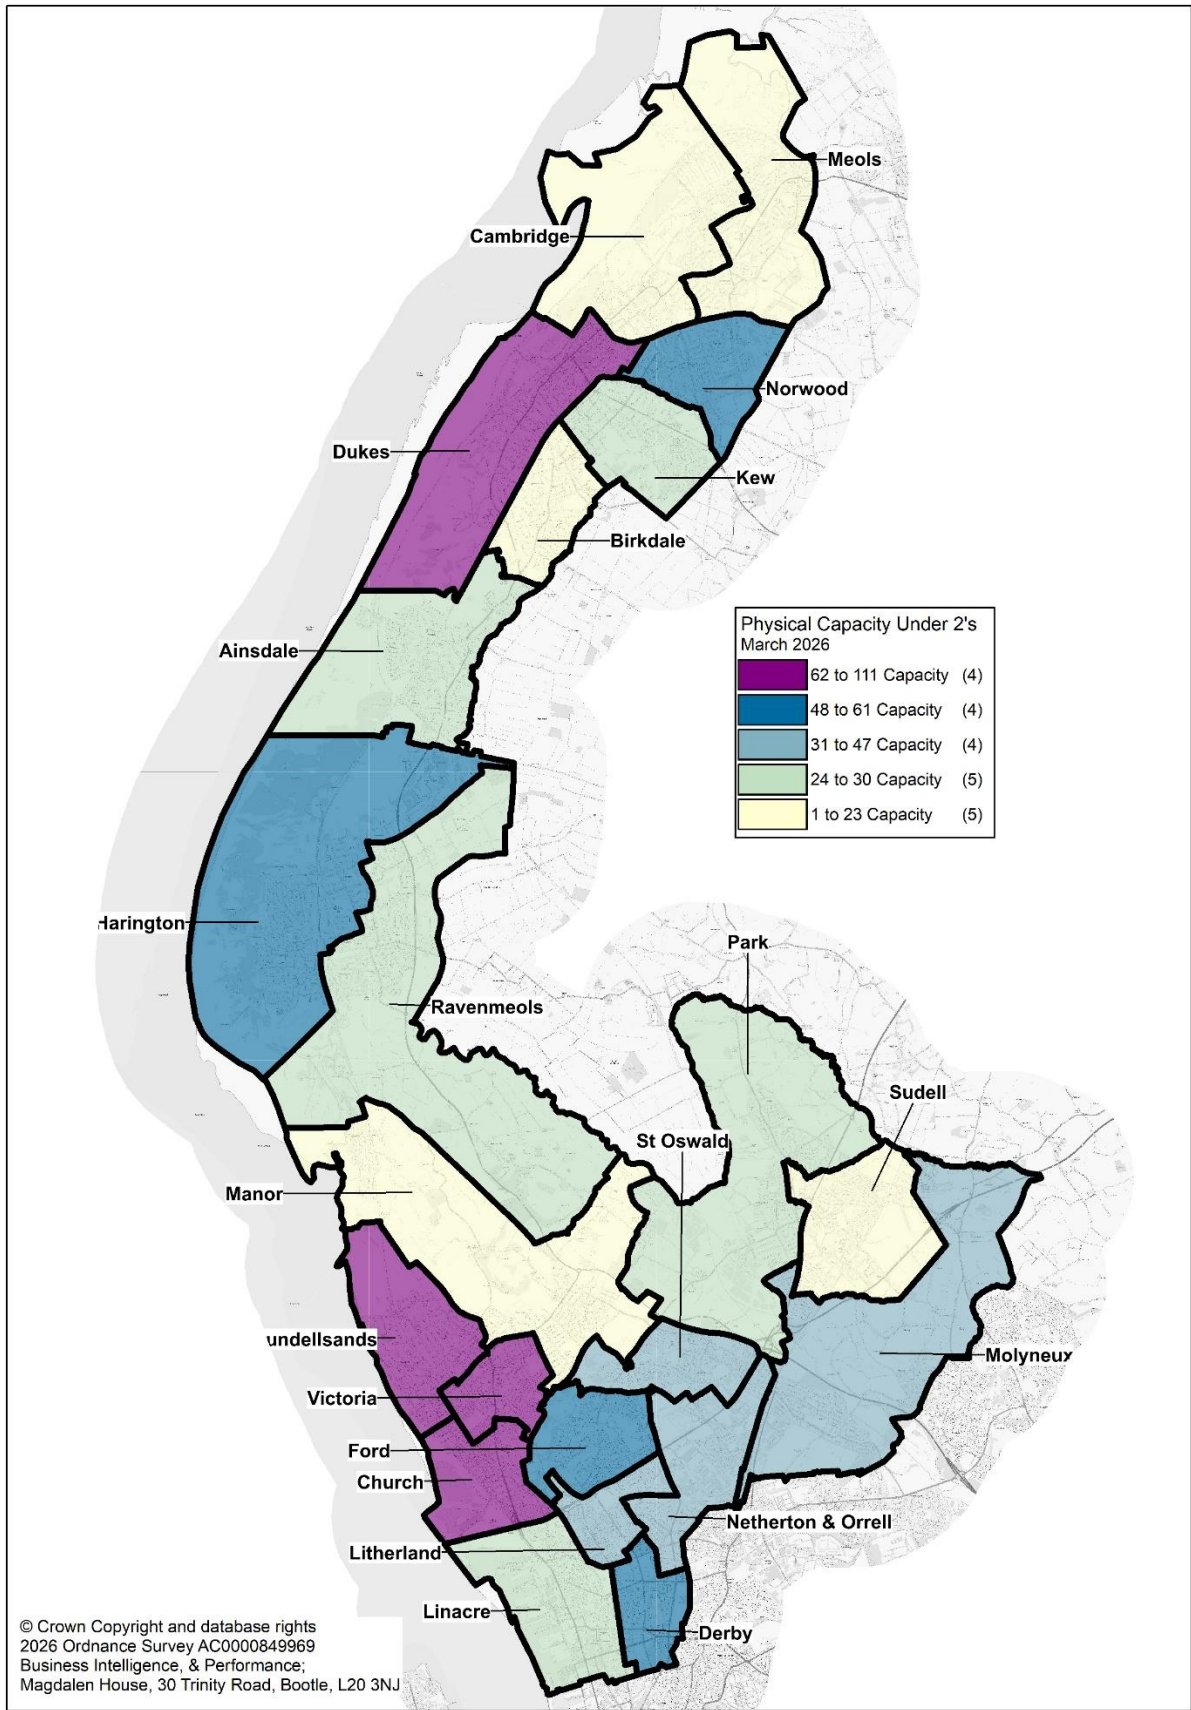 Meols
Cambridge
Norwood
Dukes
Kew
Birkdale
Physical Capacity Under 2's
March 2026
62 to 111 Capacity (4)
48 to 61 Capacity (4)
31 to 47 Capacity (4)
24 to 30 Capacity (5)
1 to 23 Capacity (5)
Ainsdale
Harington
Park
Ravenmeols
Sudell
St Oswald
Manor
undellsands
Molyneux
Victoria
Ford
Church
Netherton & Orrell
Litherland
Linacre
Derby
© Crown Copyright and database rights
2026 Ordnance Survey AC0000849969
Business Intelligence, & Performance;
Magdalen House, 30 Trinity Road, Bootle, L20 3NJ